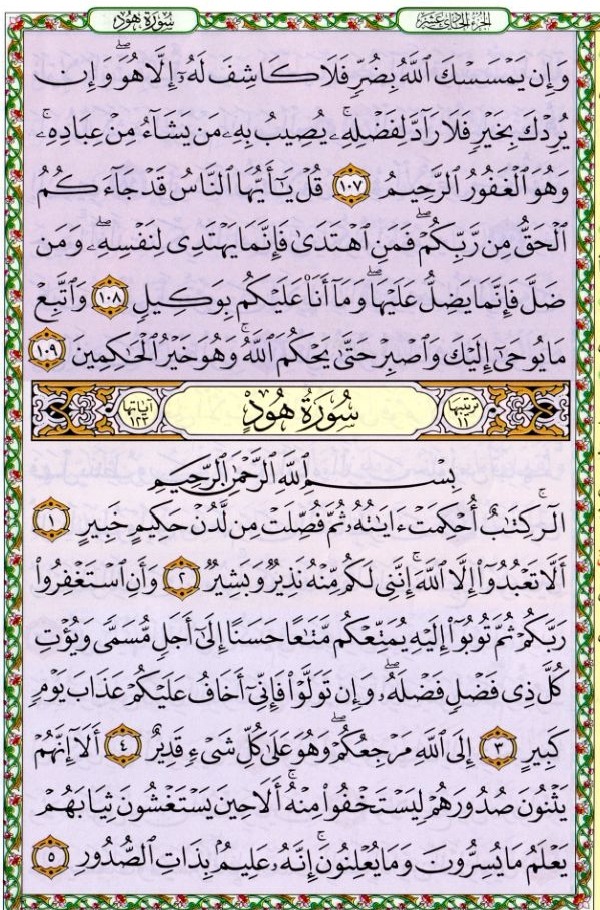 الجزء الحادي عشر
سورة هود
وَإِن يَمْسَسْكَ ٱللَّهُ بِضُرٍّ فَلَا كَاشِفَ لَهُۥٓ إِلَّا هُوَ ۖ وَإِن
يُرِدْكَ بِخَيْرٍ فَلَا رَآدَّ لِفَضْلِهِۦ ۚ يُصِيبُ بِهِۦ مَن يَشَآءُ مِنْ عِبَادِهِۦ ۚ
وَهُوَ ٱلْغَفُورُ ٱلرَّحِيمُ ١٠٧ قُلْ يَٰٓأَيُّهَا ٱلنَّاسُ قَدْ جَآءَكُمُ
ٱلْحَقُّ مِن رَّبِّكُمْ ۖ فَمَنِ ٱهْتَدَىٰ فَإِنَّمَا يَهْتَدِى لِنَفْسِهِۦ ۖ وَمَن
ضَلَّ فَإِنَّمَا يَضِلُّ عَلَيْهَا ۖ وَمَآ أَنَا۠ عَلَيْكُم بِوَكِيلٍ ١٠٨ وَٱتَّبِعْ
مَا يُوحَىٰٓ إِلَيْكَ وَٱصْبِرْ حَتَّىٰ يَحْكُمَ ٱللَّهُ ۚ وَهُوَ خَيْرُ ٱلْحَٰكِمِينَ ١٠٩
ترتيبها ١١ سُورَةُ هُودٍ آياتها ١٢٣
بِسْمِ ٱللَّهِ ٱلرَّحْمَٰنِ ٱلرَّحِيمِ
الٓر ۚ كِتَٰبٌ أُحْكِمَتْ ءَايَٰتُهُۥ ثُمَّ فُصِّلَتْ مِن لَّدُنْ حَكِيمٍ خَبِيرٍ ١
أَلَّا تَعْبُدُوٓا۟ إِلَّا ٱللَّهَ ۚ إِنَّنِى لَكُم مِّنْهُ نَذِيرٌ وَبَشِيرٌ ٢ وَأَنِ ٱسْتَغْفِرُوا۟
رَبَّكُمْ ثُمَّ تُوبُوٓا۟ إِلَيْهِ يُمَتِّعْكُم مَّتَٰعًا حَسَنًا إِلَىٰٓ أَجَلٍ مُّسَمًّى وَيُؤْتِ
كُلَّ ذِى فَضْلٍ فَضْلَهُۥ ۖ وَإِن تَوَلَّوْا۟ فَإِنِّىٓ أَخَافُ عَلَيْكُمْ عَذَابَ يَوْمٍ
كَبِيرٍ ٣ إِلَى ٱللَّهِ مَرْجِعُكُمْ ۖ وَهُوَ عَلَىٰ كُلِّ شَىْءٍ قَدِيرٌ ٤ أَلَآ إِنَّهُمْ
يَثْنُونَ صُدُورَهُمْ لِيَسْتَخْفُوا۟ مِنْهُ ۚ أَلَا حِينَ يَسْتَغْشُونَ ثِيَابَهُمْ
يَعْلَمُ مَا يُسِرُّونَ وَمَا يُعْلِنُونَ ۚ إِنَّهُۥ عَلِيمٌۢ بِذَاتِ ٱلصُّدُورِ ٥